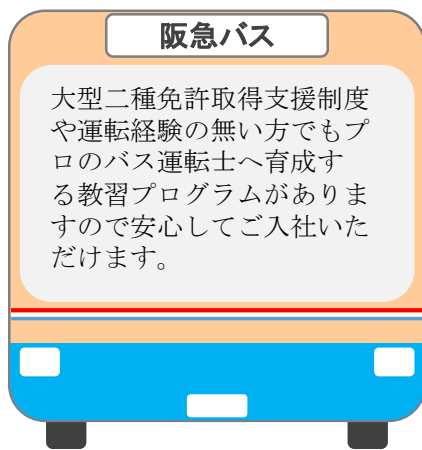 阪急バス
大型二種免許取得支援制度
や運転経験の無い方でもプ
ロのバス運転士へ育成す
る教習プログラムがありま
すので安心してご入社いた
だけます。